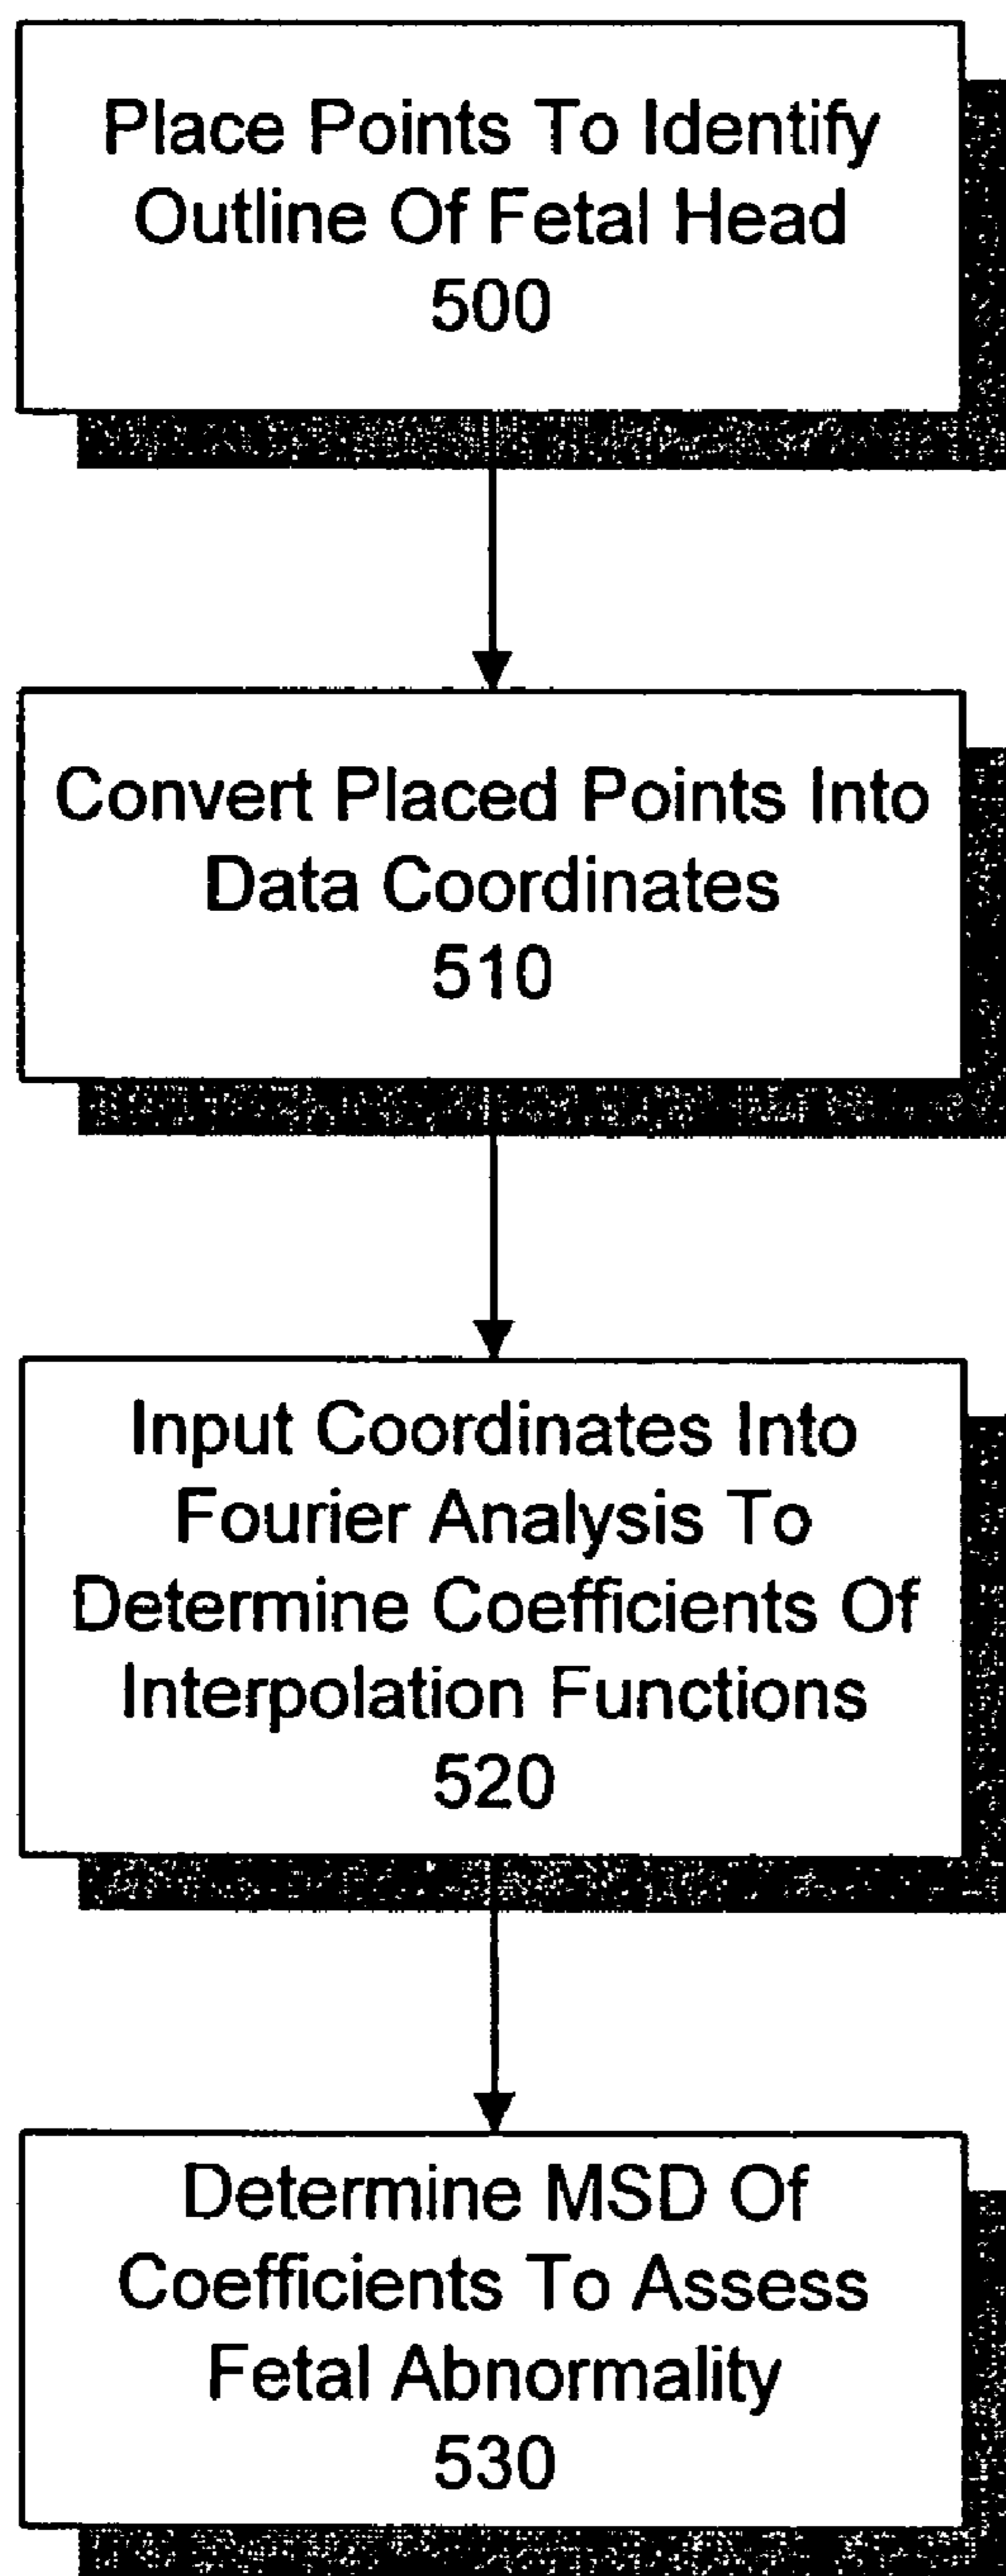 Place Points To Identify
Outline Of Fetal Head
500
Convert Placed Points Into
Data Coordinates
510
Input Coordinates Into
Fourier Analysis To
Determine Coefficients Of
Interpolation Functions
520
Determine MSD Of
Coefficients To Assess
Fetal Abnormality
530